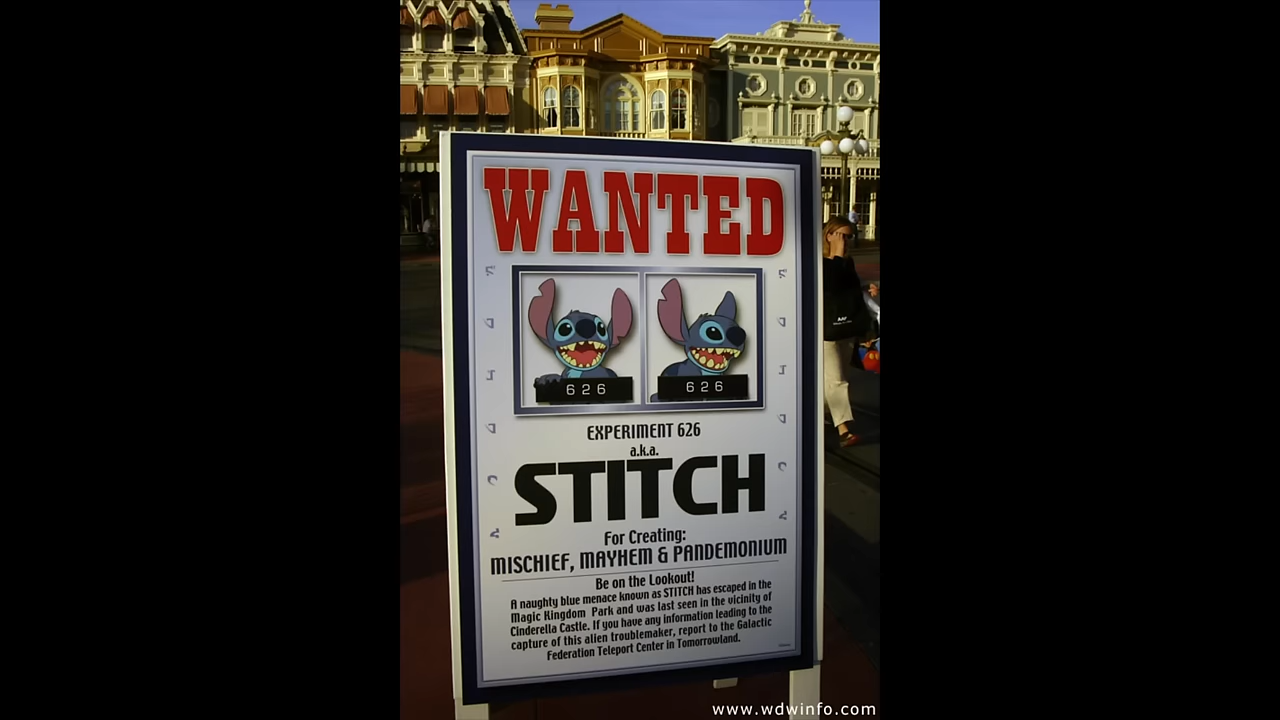 WANTED
626
626
EXPERIMENT 626
a.k.a.
STITCH
For Creating:
MISCHIEF, MAYHEM & PANDEMONIUM
Be on the Lookout!
A naughty blue menace known as STITCH has escaped in the
Magic Kingdom Park and was last seen in the vicinity of
Cinderella Castle. If you have any information leading to the
capture of this alien troublemaker, report to the Galactic
Federation Teleport Center in Tomorrowland.
www.wdwinfo.com